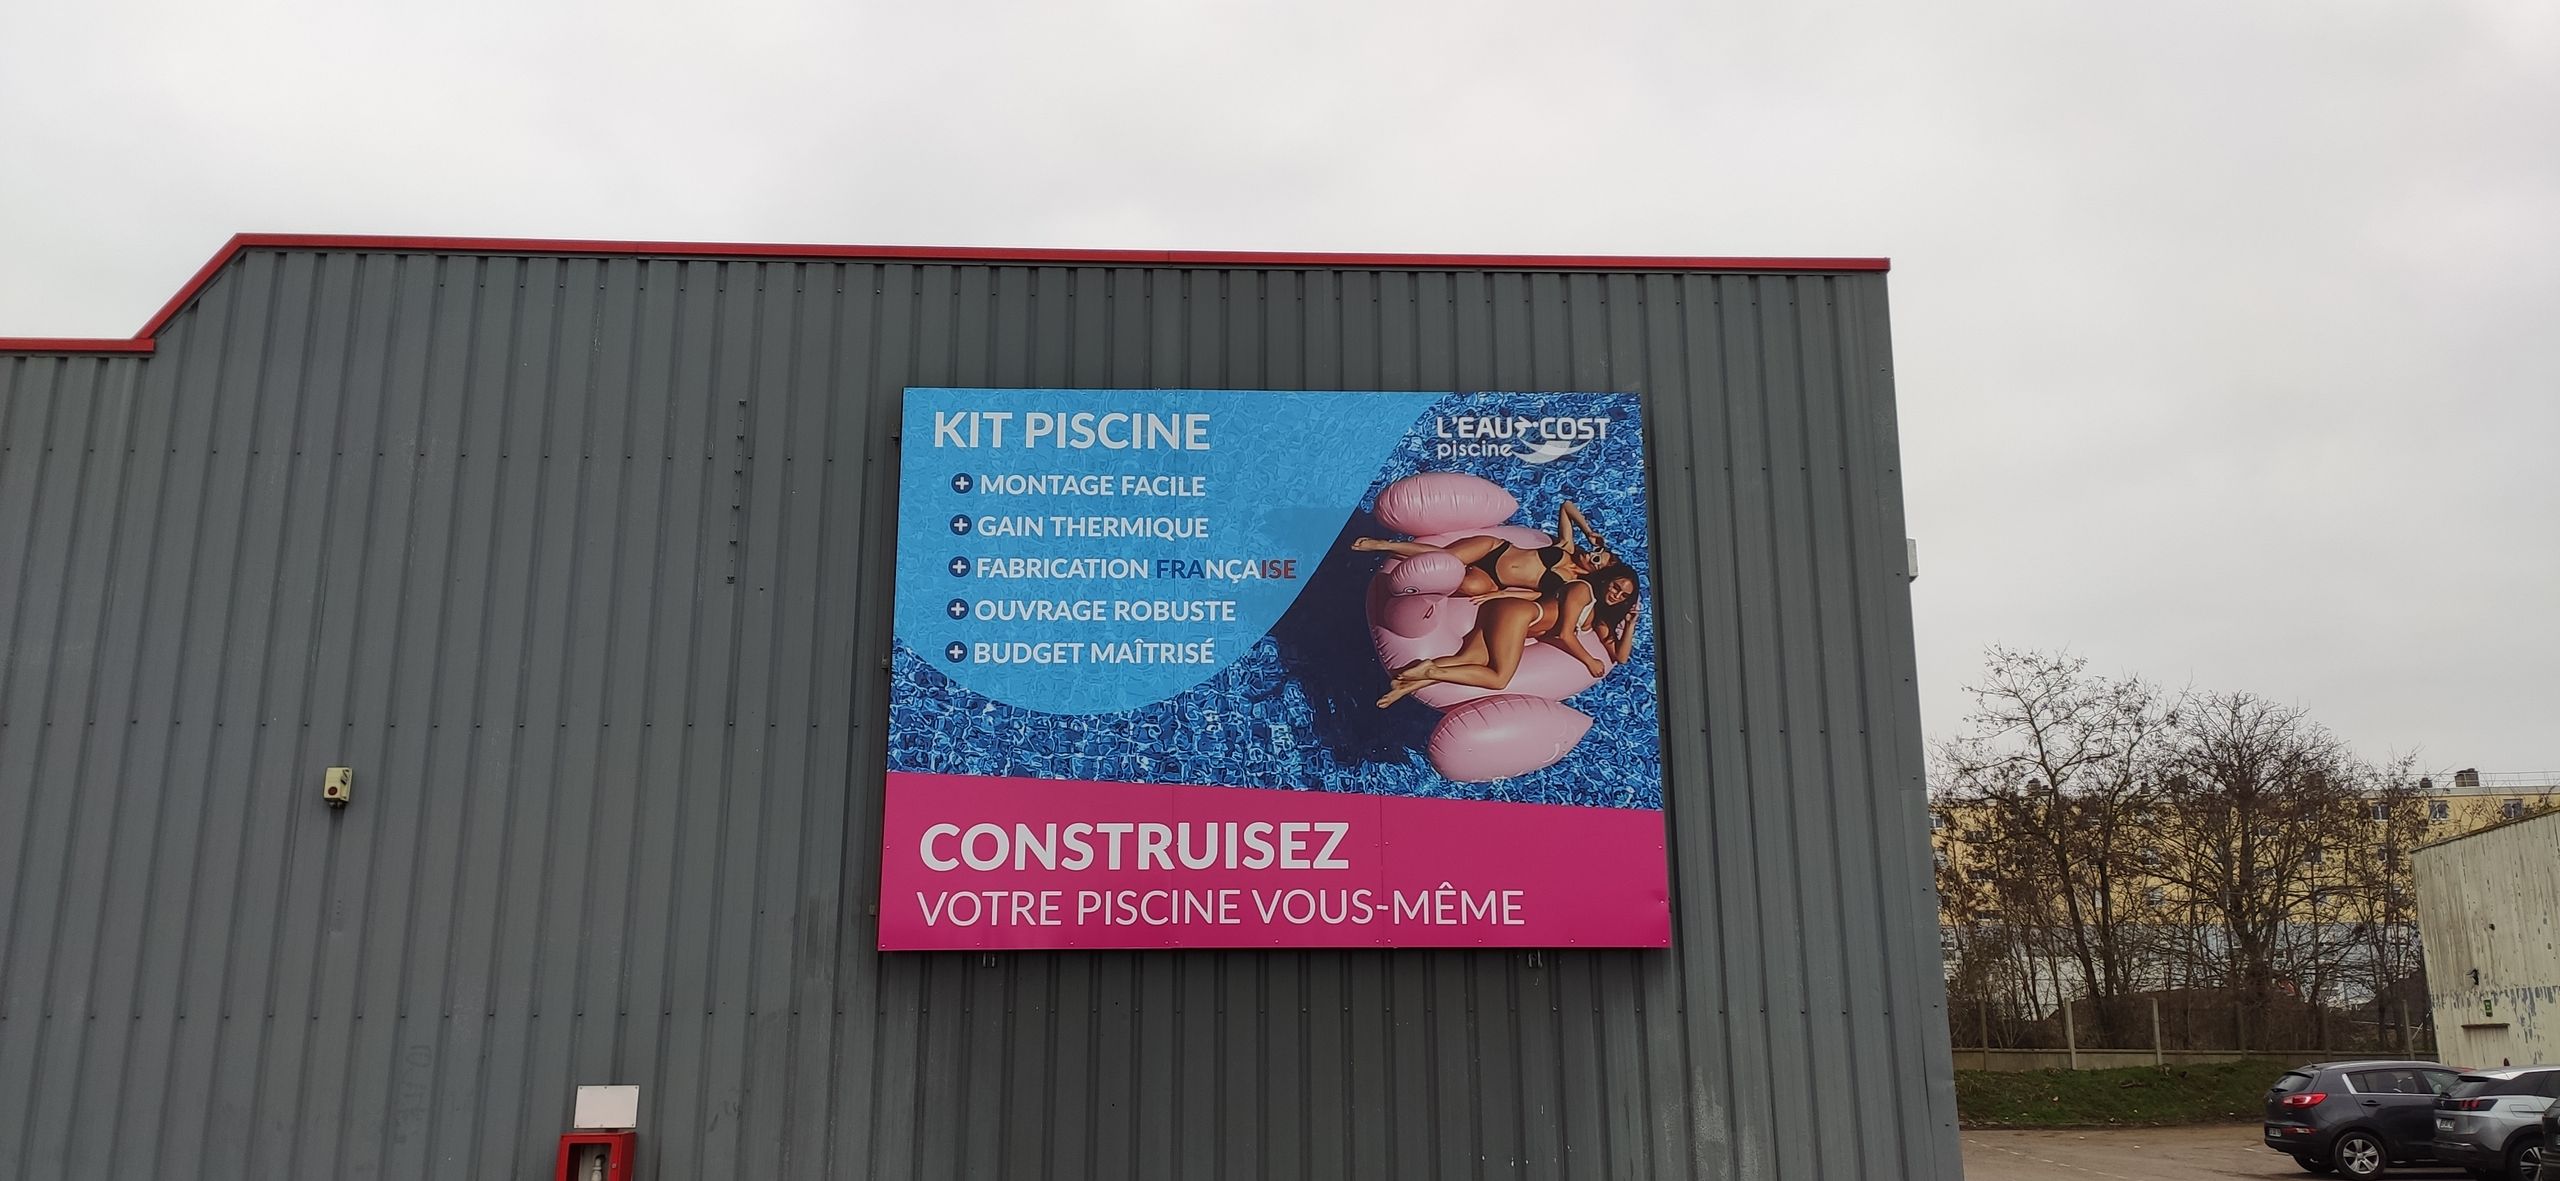 KIT PISCINE
L'EAU COST
piscine
+ MONTAGE FACILE
+ GAIN THERMIQUE
+ FABRICATION FRANÇAISE
+ OUVRAGE ROBUSTE
+ BUDGET MAÎTRISÉ
CONSTRUISEZ
VOTRE PISCINE VOUS-MÊME